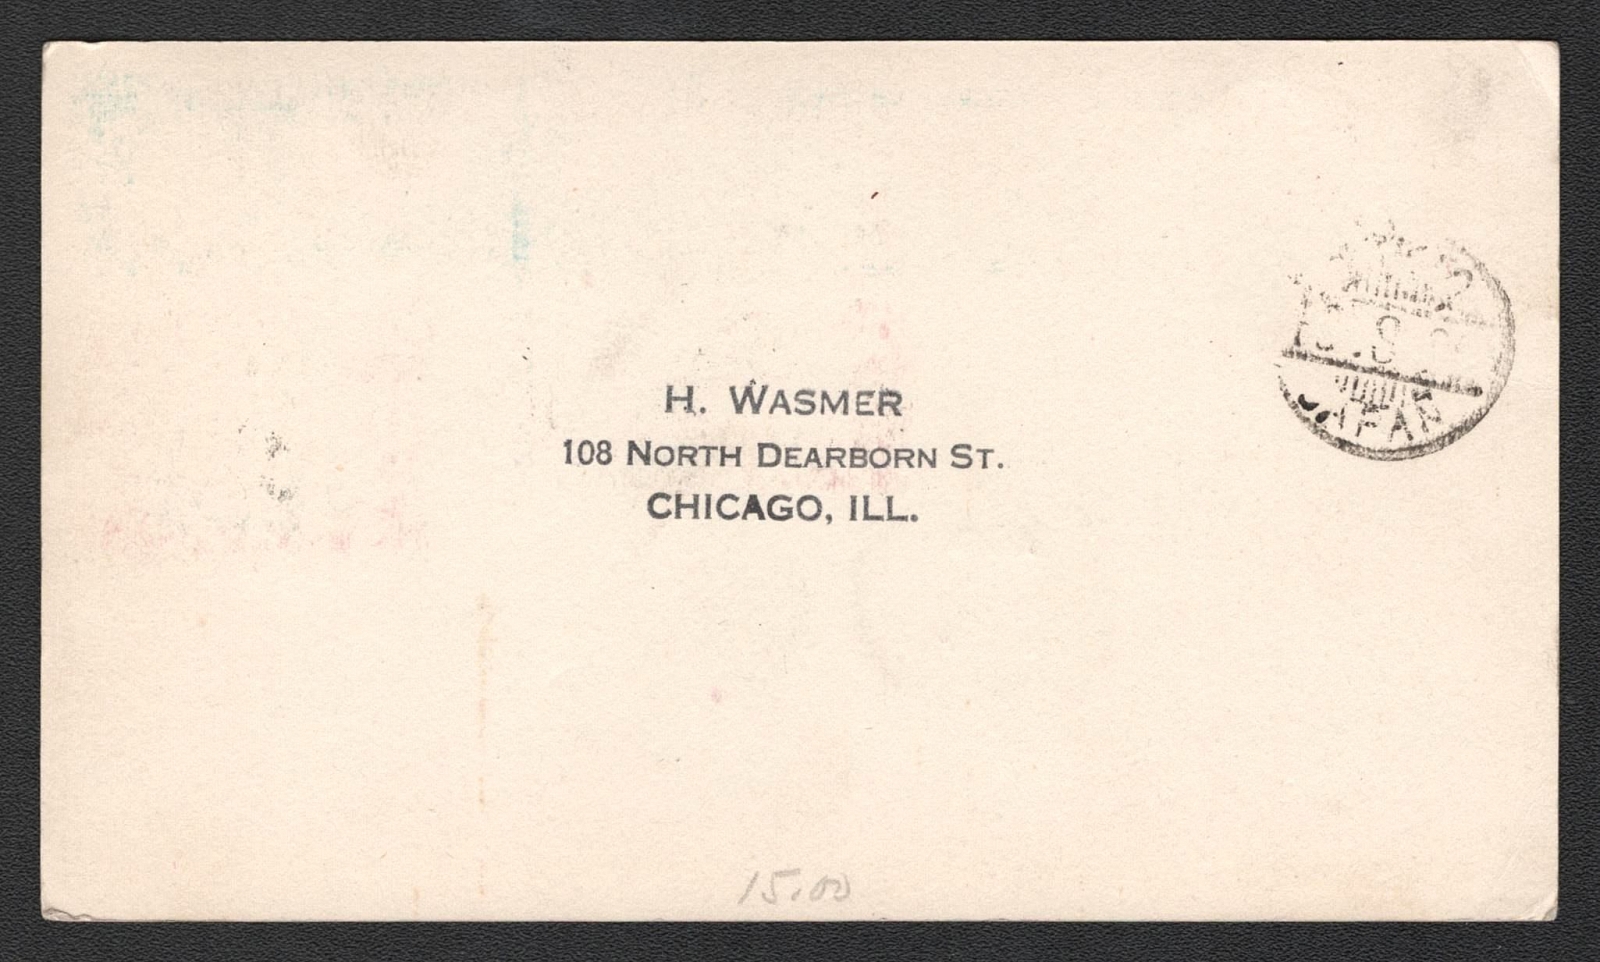 H. WASMER
108 NORTH DEARBORN ST.
CHICAGO, ILL.
JAPAN
15.00